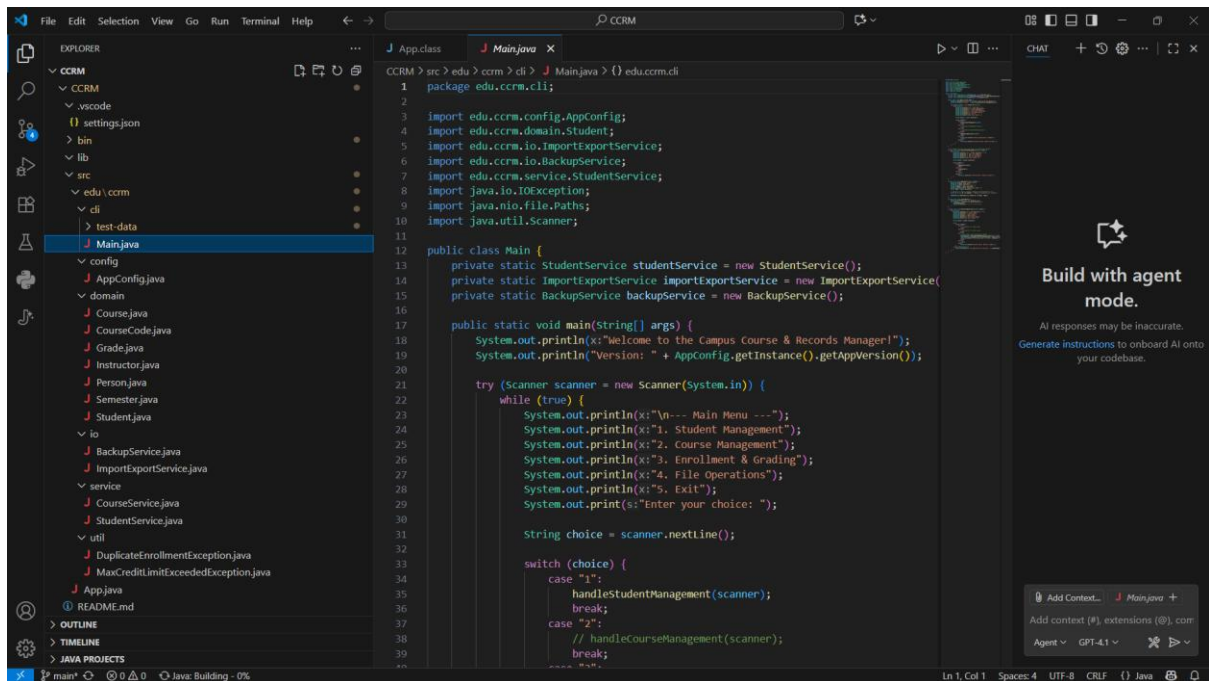 File Edit Selection View Go Run Terminal Help
CCRM
EXPLORER
CCRM
CCRM
.vscode
{} settings.json
bin
lib
src
edu\ccrm
cli
test-data
J Main.java
config
J AppConfig.java
domain
J Course.java
J CourseCode.java
J Grade.java
J Instructor.java
J Person.java
J Semester.java
J Student.java
io
J BackupService.java
J ImportExportService.java
service
J CourseService.java
J StudentService.java
util
J DuplicateEnrollmentException.java
J MaxCreditLimitExceededException.java
J App.java
README.md
OUTLINE
TIMELINE
JAVA PROJECTS
J App.class J Main.java
CCRM > src > edu > ccrm > cli > J Main.java > {} edu.ccrm.cli
1 package edu.ccrm.cli;
2
3 import edu.ccrm.config.AppConfig;
4 import edu.ccrm.domain.Student;
5 import edu.ccrm.io.ImportExportService;
6 import edu.ccrm.io.BackupService;
7 import edu.ccrm.service.StudentService;
8 import java.io.IOException;
9 import java.nio.file.Paths;
10 import java.util.Scanner;
11
12 public class Main {
13 private static StudentService studentService = new StudentService();
14 private static ImportExportService importExportService = new ImportExportService(
15 private static BackupService backupService = new BackupService();
16
17 public static void main(String[] args) {
18 System.out.println(x:"Welcome to the Campus Course & Records Manager!");
19 System.out.println("Version: " + AppConfig.getInstance().getAppVersion());
20
21 try (Scanner scanner = new Scanner(System.in)) {
22 while (true) {
23 System.out.println(x:"\n--- Main Menu ---");
24 System.out.println(x:"1. Student Management");
25 System.out.println(x:"2. Course Management");
26 System.out.println(x:"3. Enrollment & Grading");
27 System.out.println(x:"4. File Operations");
28 System.out.println(x:"5. Exit");
29 System.out.print(s:"Enter your choice: ");
30
31 String choice = scanner.nextLine();
32
33 switch (choice) {
34 case "1":
35 handleStudentManagement(scanner);
36 break;
37 case "2":
38 // handleCourseManagement(scanner);
39 break;
CHAT
Build with agent
mode.
AI responses may be inaccurate.
Generate instructions to onboard AI onto
your codebase.
Add Context... J Main.java +
Add context (#), extensions (@), com
Agent GPT-4.1
main* 0 0 Java: Building - 0% Ln 1, Col 1 Spaces: 4 UTF-8 CRLF {} Java